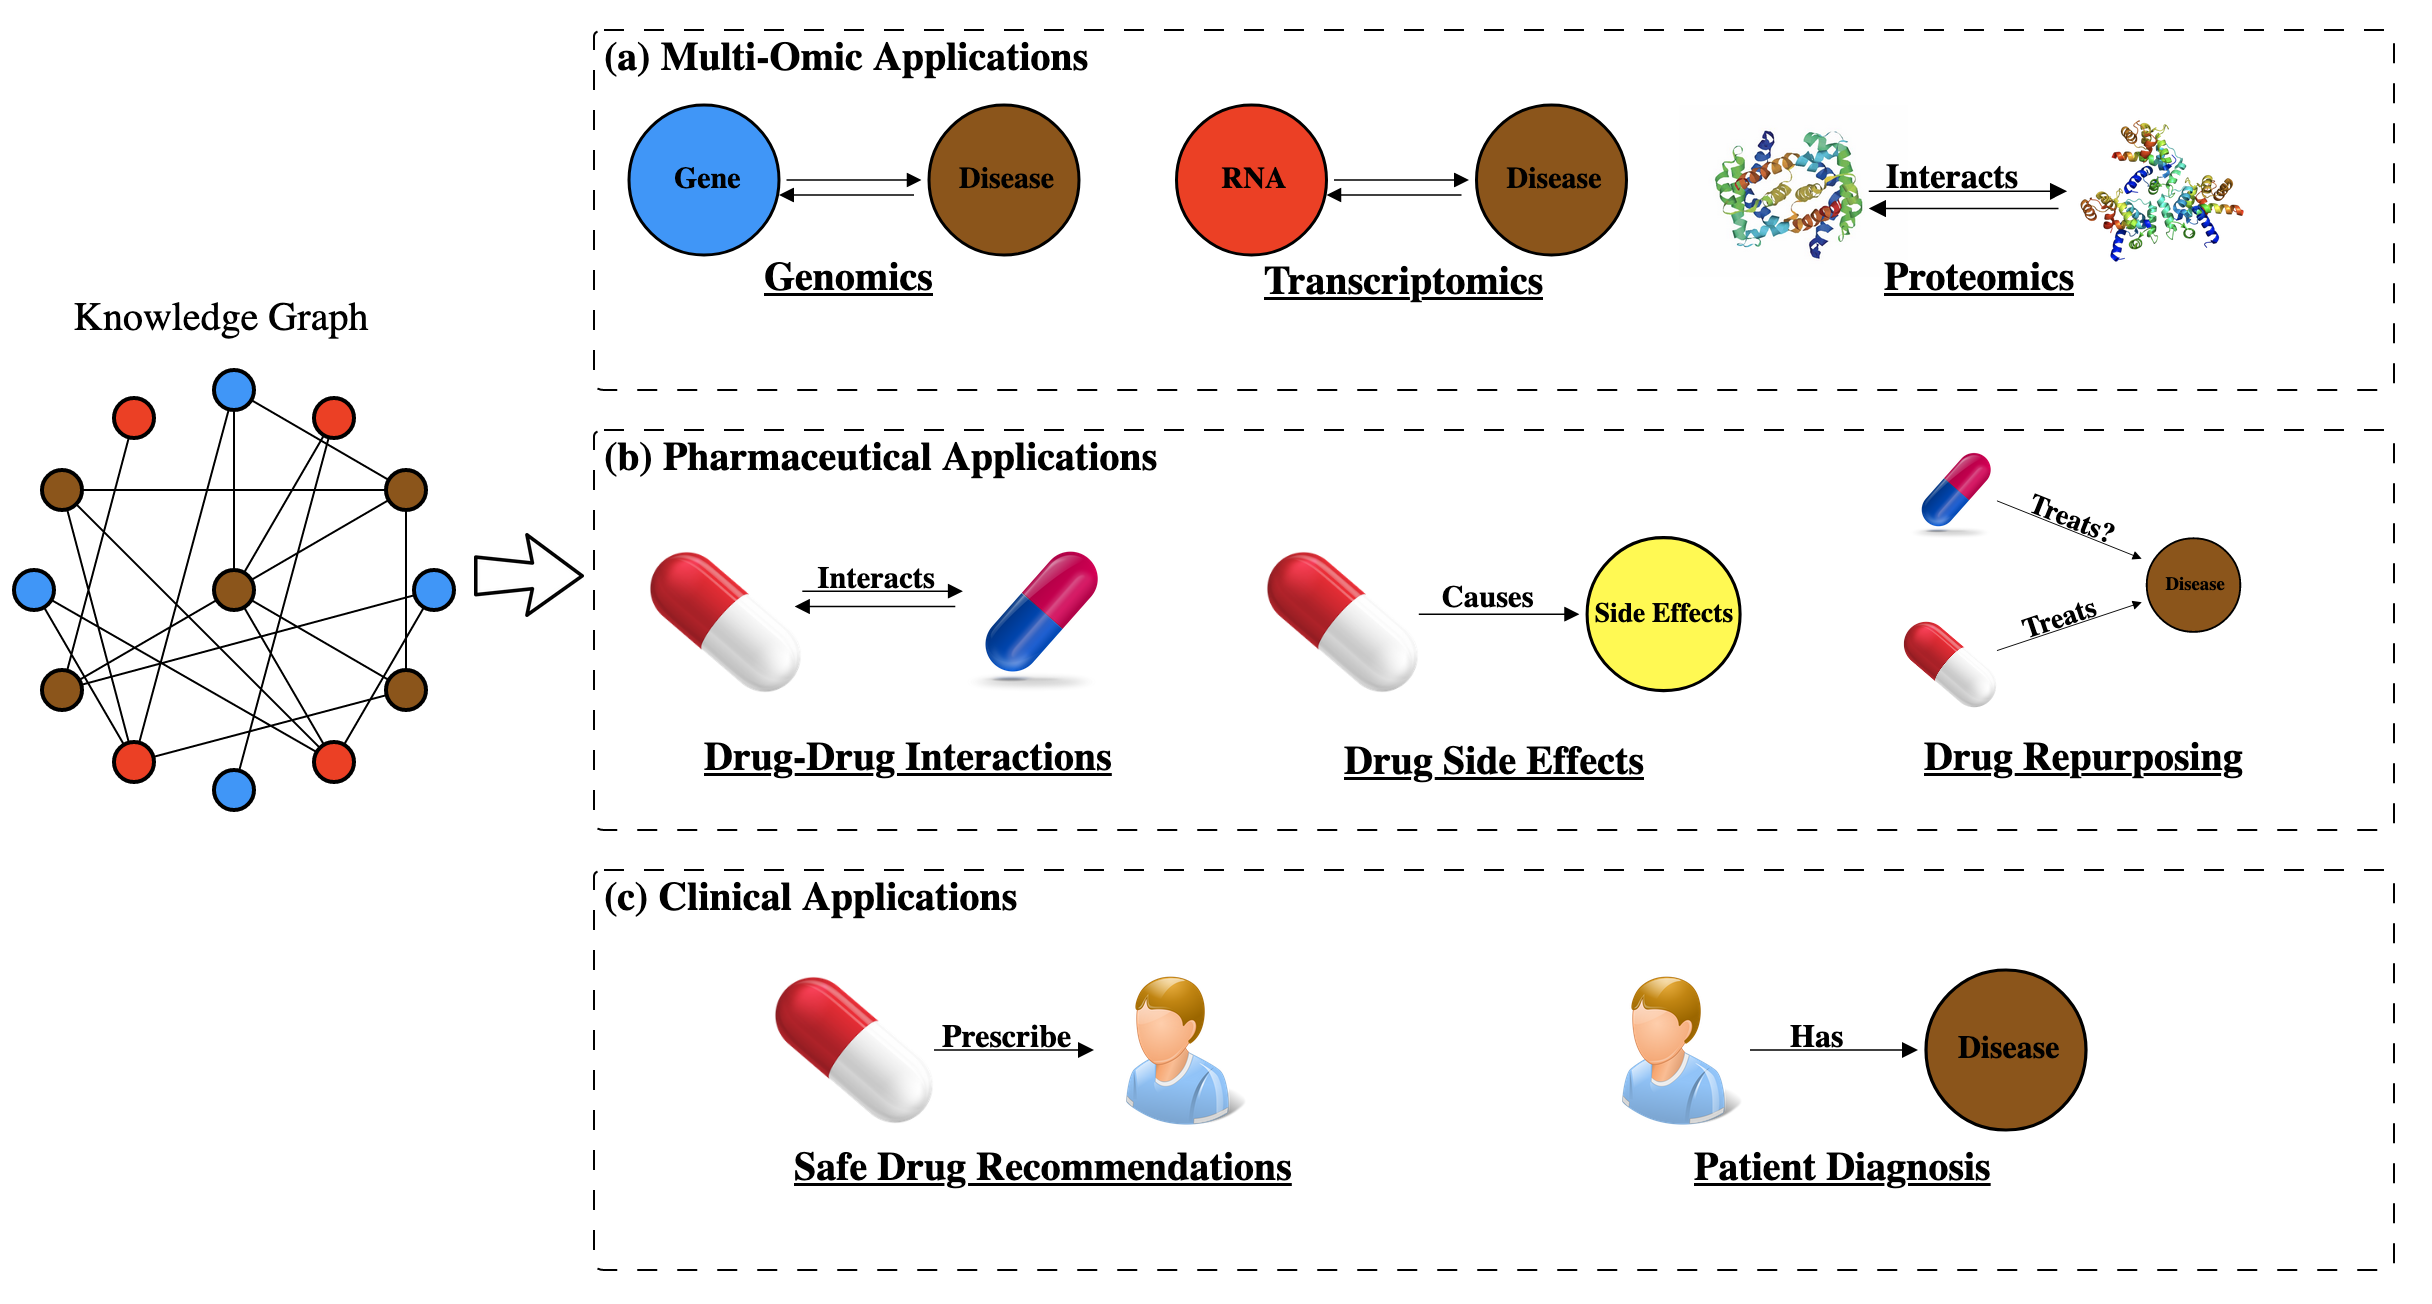 Knowledge Graph
(a) Multi-Omic Applications
Gene
Disease
Genomics
RNA
Disease
Transcriptomics
Interacts
Proteomics
(b) Pharmaceutical Applications
Interacts
Drug-Drug Interactions
Causes
Side Effects
Drug Side Effects
Treats?
Treats
Disease
Drug Repurposing
(c) Clinical Applications
Prescribe
Safe Drug Recommendations
Has
Disease
Patient Diagnosis